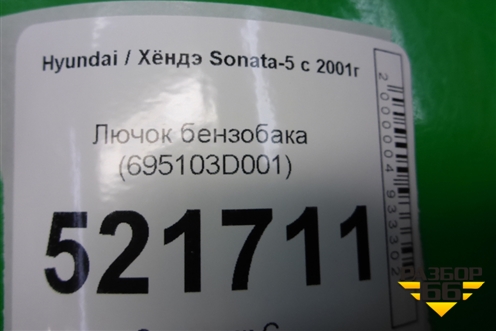 Hyundai / Хёндэ Sonata-5 с 2001г
Лючок бензобака
(695103D001)
521711
2000004933302
РАЗБОР
66